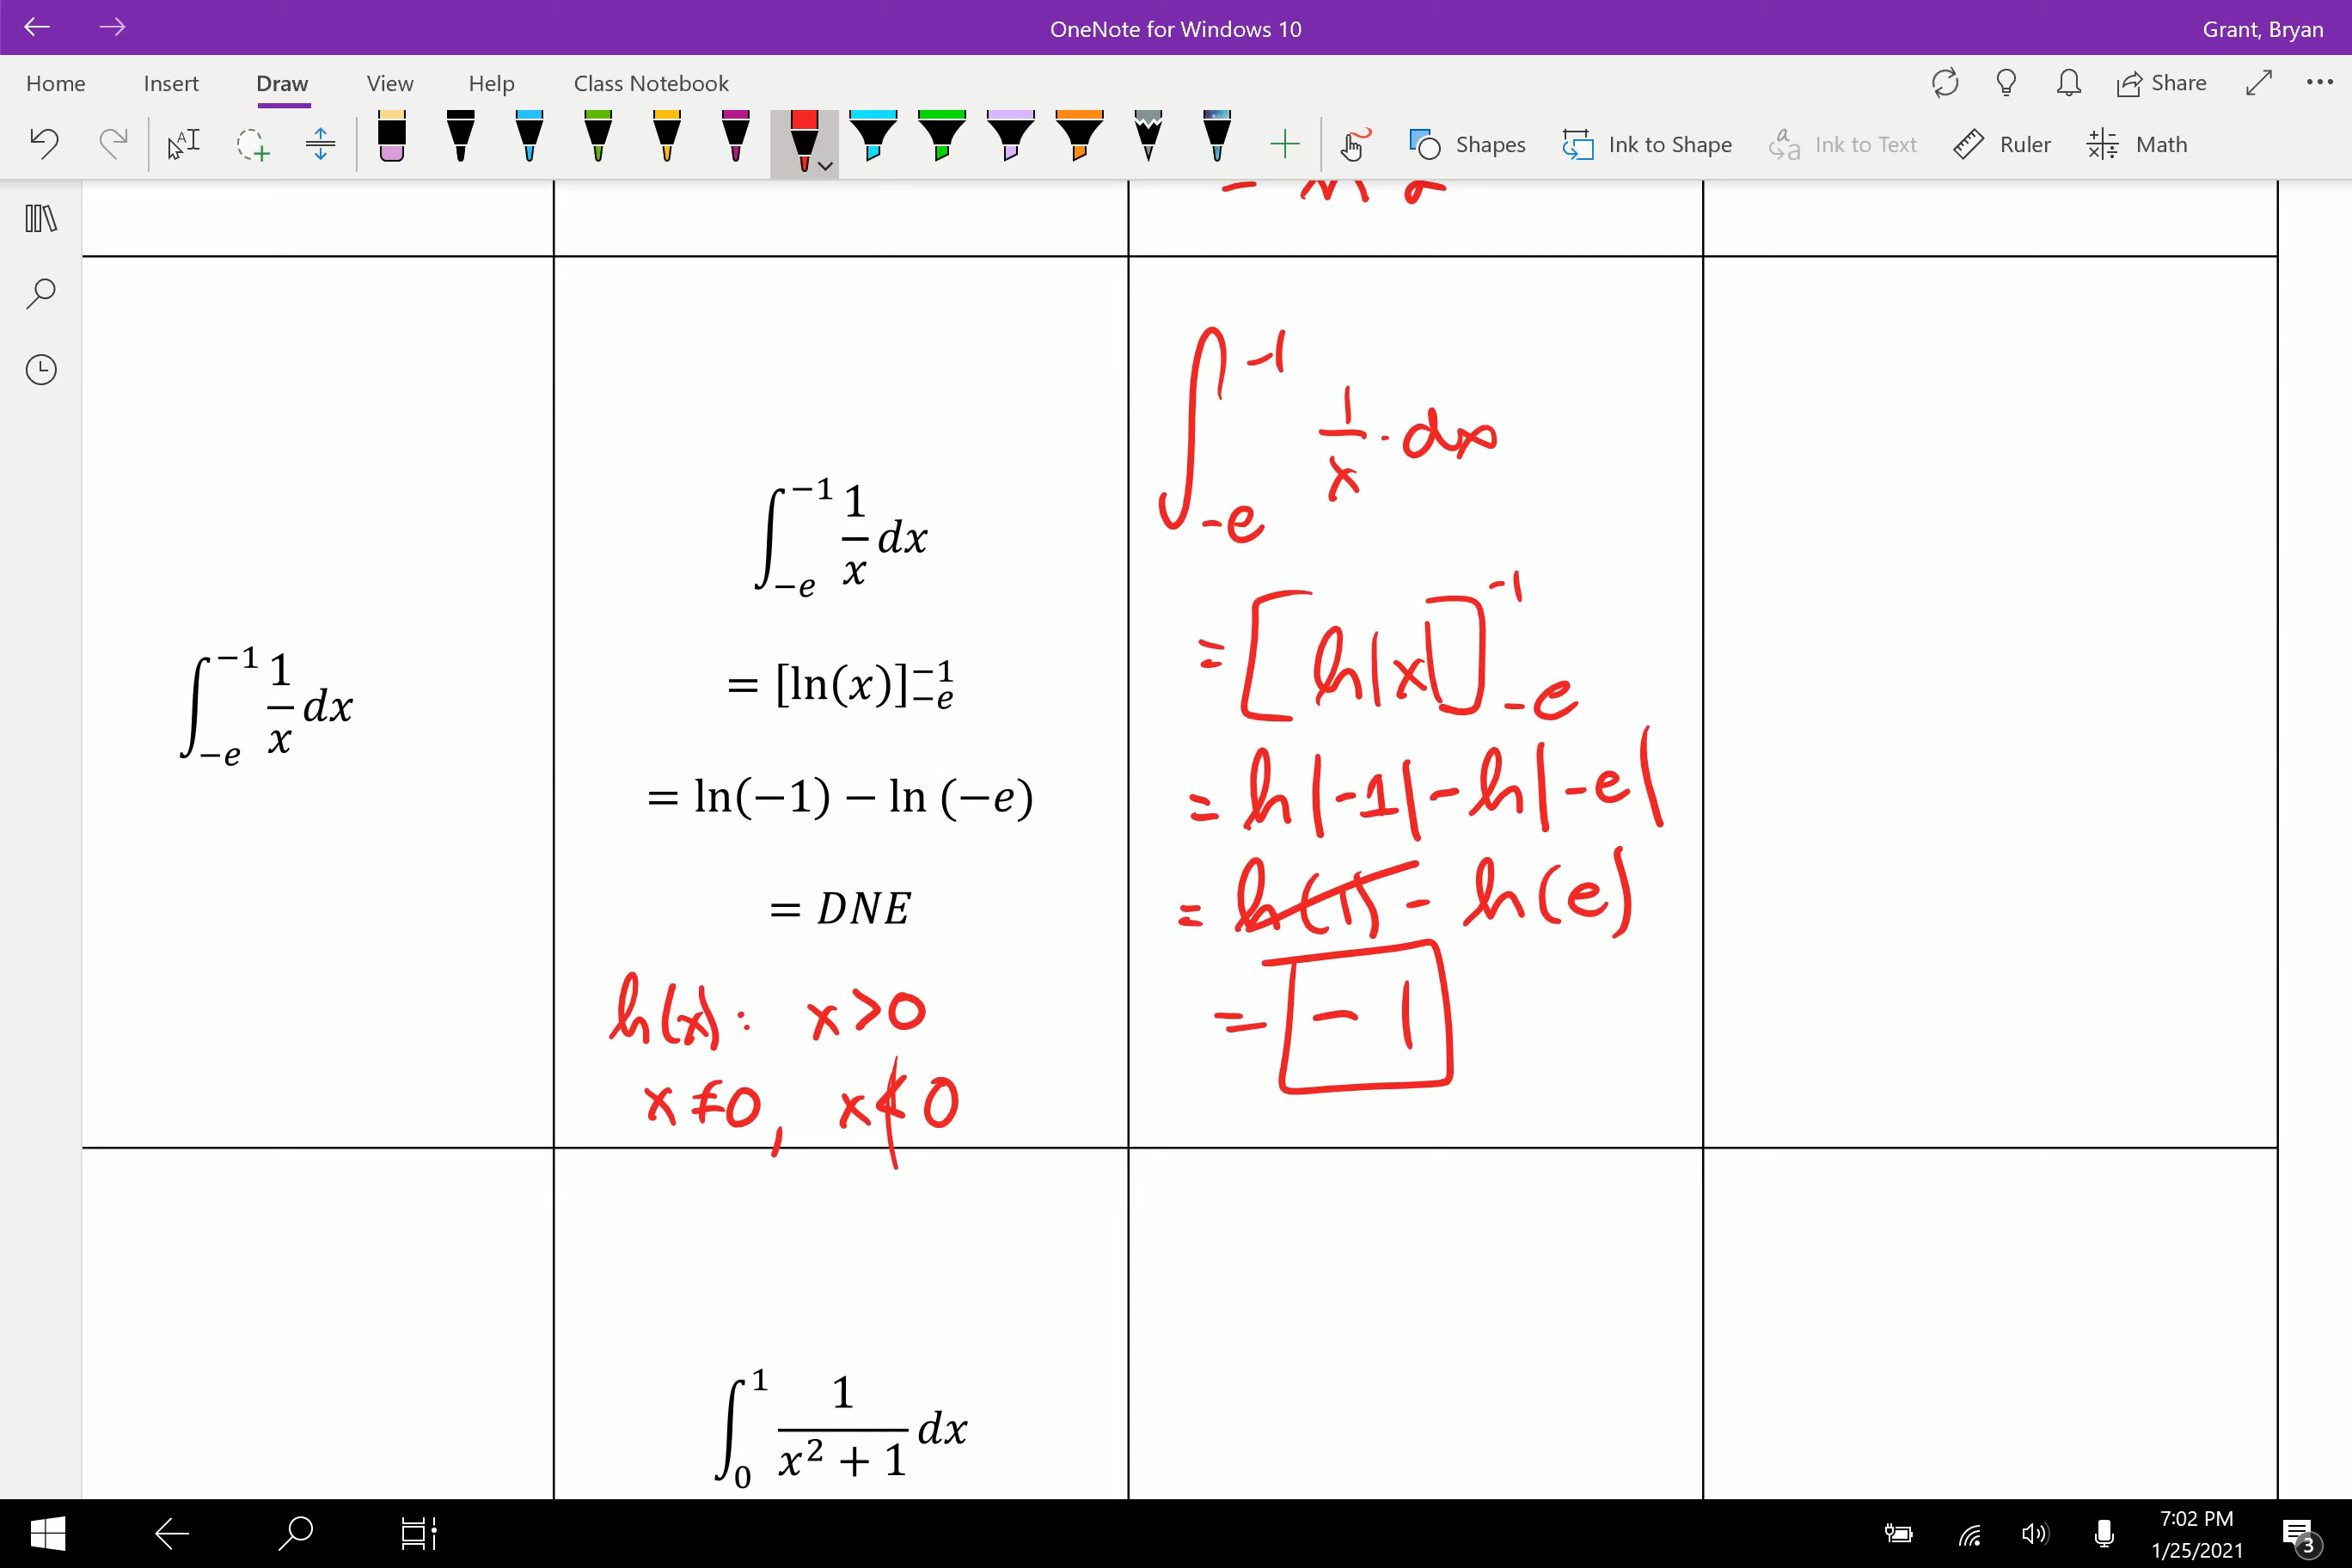 OneNote for Windows 10
Grant, Bryan
Home Insert Draw View Help Class Notebook Share
Shapes Ink to Shape Ink to Text Ruler Math
∫_{-e}^{-1} 1/x dx
∫_{-e}^{-1} 1/x dx
= [ln(x)]_{-e}^{-1}
= ln(−1) − ln (−e)
= DNE
ln(x): x>0
x≠0, x≮0
∫_{-e}^{-1} 1/x · dx
= [ln|x|]_{-e}^{-1}
= ln|-1| - ln|-e|
= ln(1) - ln(e)
= -1
∫_0^1 1/(x² + 1) dx
7:02 PM
1/25/2021
3